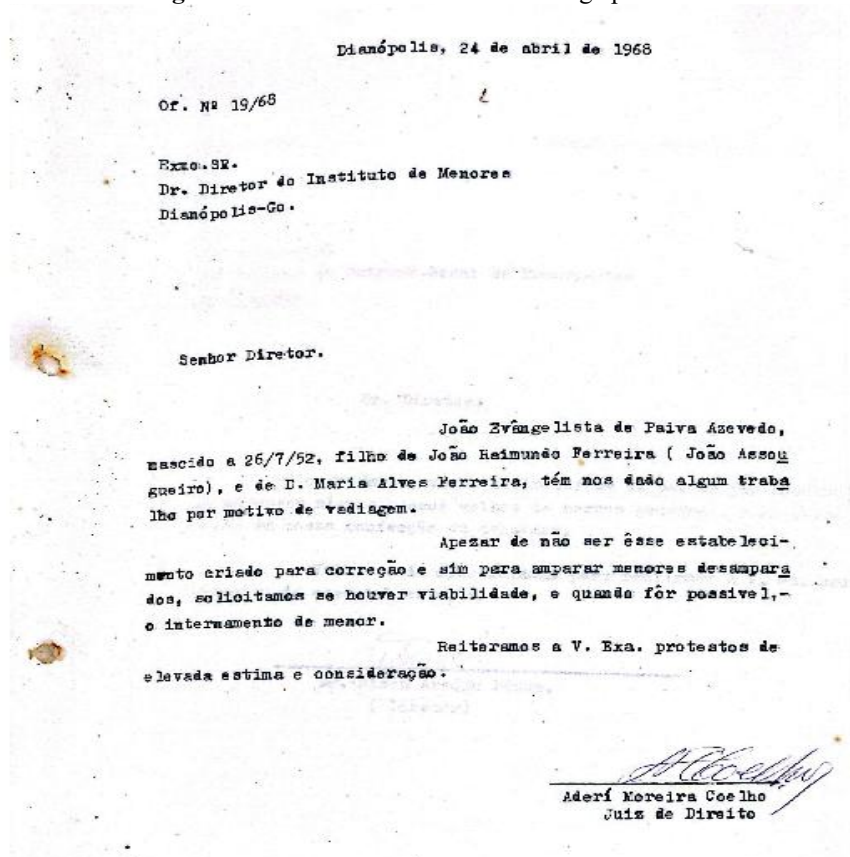 Dianópolis, 24 de abril de 1968
Of. Nº 19/68
Exmo.SR.
Dr. Diretor do Instituto de Menores
Dianópolis-Go.
Senhor Diretor.
João Evângelista de Paiva Azevedo,
nascido a 26/7/52, filho de João Raimundo Ferreira ( João Assou
gueiro), e de D. Maria Alves Ferreira, tém nos dado algum traba
lho por motivo de vadiagem.
Apezar de não ser êsse estabeleci-
mento criado para correção e sim para amparar menores desampara
dos, solicitamos se houver viabilidade, e quando fôr possivel,-
o internamento de menor.
Reiteramos a V. Exa. protestos de
elevada estima e consideração.
Aderí Moreira Coelho
Juiz de Direito